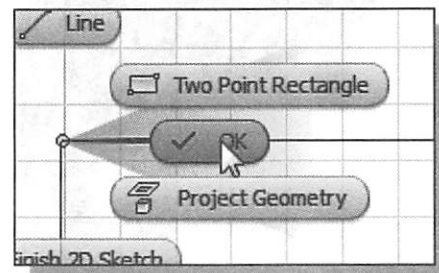 Line
Two Point Rectangle
OK
Project Geometry
Finish 2D Sketch